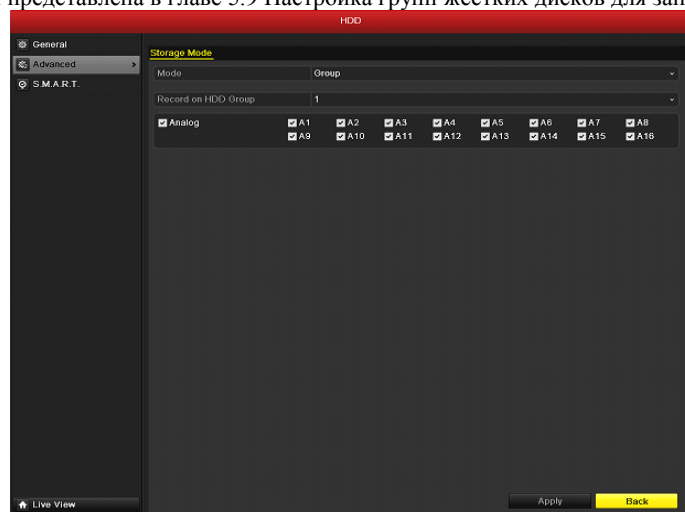 представлена в главе 5.9 Настройка групп жестких дисков для зап
HDD
General
Advanced
S.M.A.R.T.
Storage Mode
Mode Group
Record on HDD Group 1
Analog A1 A2 A3 A4 A5 A6 A7 A8
A9 A10 A11 A12 A13 A14 A15 A16
Live View Apply Back